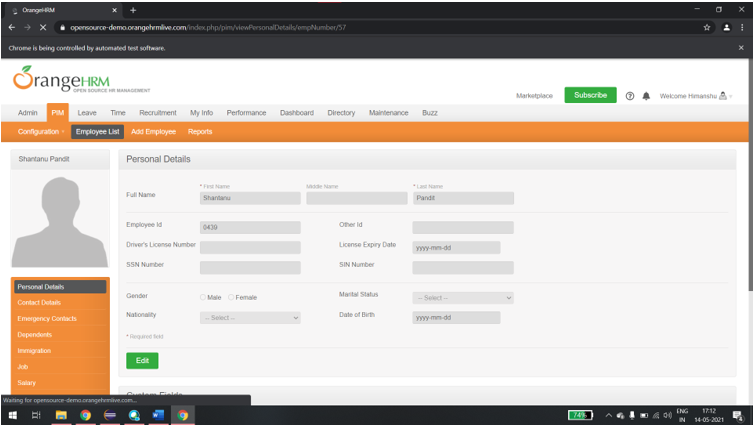 OrangeHRM
opensource-demo.orangehrmlive.com/index.php/pim/viewPersonalDetails/empNumber/57
Chrome is being controlled by automated test software.
OrangeHRM
OPEN SOURCE HR MANAGEMENT
Marketplace Subscribe Welcome Himanshu
Admin PIM Leave Time Recruitment My Info Performance Dashboard Directory Maintenance Buzz
Configuration Employee List Add Employee Reports
Shantanu Pandit
Personal Details
* First Name Middle Name * Last Name
Full Name Shantanu Pandit
Employee Id 0439 Other Id
Driver's License Number License Expiry Date yyyy-mm-dd
SSN Number SIN Number
Gender Male Female Marital Status -- Select --
Nationality -- Select -- Date of Birth yyyy-mm-dd
* Required field
Edit
Personal Details
Contact Details
Emergency Contacts
Dependents
Immigration
Job
Salary
Custom Fields
Waiting for opensource-demo.orangehrmlive.com...
74% ENG 17:12
IN 14-05-2021